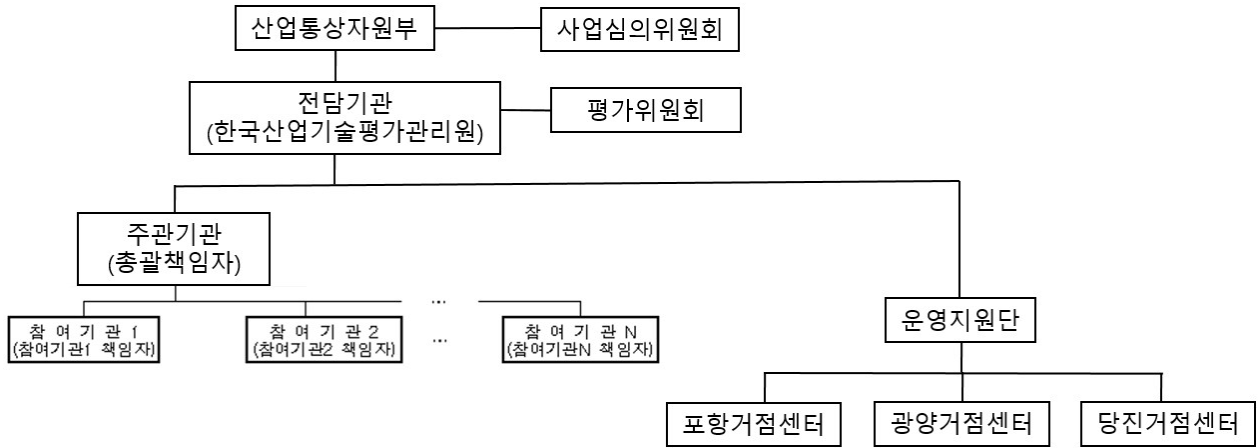 산업통상자원부
사업심의위원회
전담기관
(한국산업기술평가관리원)
평가위원회
주관기관
(총괄책임자)
...
참 여 기 관 1
(참여기관1 책임자)
참 여 기 관 2
(참여기관2 책임자)
...
참 여 기 관 N
(참여기관N 책임자)
운영지원단
포항거점센터
광양거점센터
당진거점센터